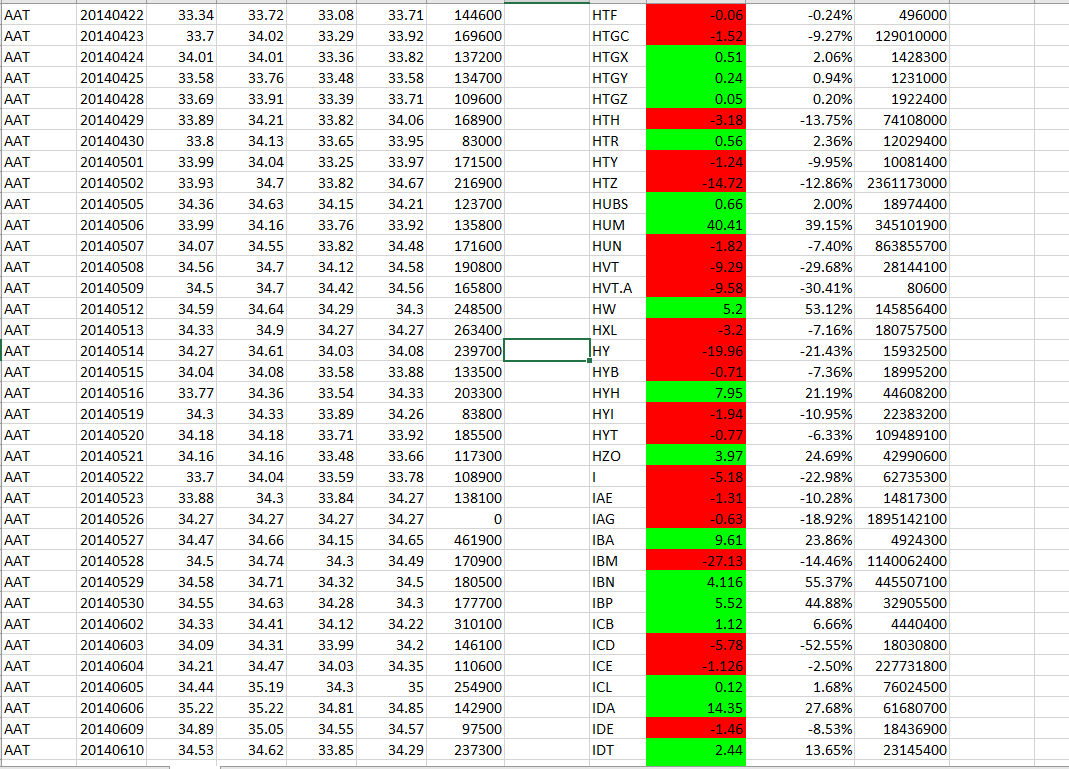 AAT 20140422 33.34 33.72 33.08 33.71 144600 HTF -0.06 -0.24% 496000
AAT 20140423 33.7 34.02 33.29 33.92 169600 HTGC -1.52 -9.27% 129010000
AAT 20140424 34.01 34.01 33.36 33.82 137200 HTGX 0.51 2.06% 1428300
AAT 20140425 33.58 33.76 33.48 33.58 134700 HTGY 0.24 0.94% 1231000
AAT 20140428 33.69 33.91 33.39 33.71 109600 HTGZ 0.05 0.20% 1922400
AAT 20140429 33.89 34.21 33.82 34.06 168900 HTH -3.18 -13.75% 74108000
AAT 20140430 33.8 34.13 33.65 33.95 83000 HTR 0.56 2.36% 12029400
AAT 20140501 33.99 34.04 33.25 33.97 171500 HTY -1.24 -9.95% 10081400
AAT 20140502 33.93 34.7 33.82 34.67 216900 HTZ -14.72 -12.86% 2361173000
AAT 20140505 34.36 34.63 34.15 34.21 123700 HUBS 0.66 2.00% 18974400
AAT 20140506 33.99 34.16 33.76 33.92 135800 HUM 40.41 39.15% 345101900
AAT 20140507 34.07 34.55 33.82 34.48 171600 HUN -1.82 -7.40% 863855700
AAT 20140508 34.56 34.7 34.12 34.58 190800 HVT -9.29 -29.68% 28144100
AAT 20140509 34.5 34.7 34.42 34.56 165800 HVT.A -9.58 -30.41% 80600
AAT 20140512 34.59 34.64 34.29 34.3 248500 HW 5.2 53.12% 145856400
AAT 20140513 34.33 34.9 34.27 34.27 263400 HXL -3.2 -7.16% 180757500
AAT 20140514 34.27 34.61 34.03 34.08 239700 HY -19.96 -21.43% 15932500
AAT 20140515 34.04 34.08 33.58 33.88 133500 HYB -0.71 -7.36% 18995200
AAT 20140516 33.77 34.36 33.54 34.33 203300 HYH 7.95 21.19% 44608200
AAT 20140519 34.3 34.33 33.89 34.26 83800 HYI -1.94 -10.95% 22383200
AAT 20140520 34.18 34.18 33.71 33.92 185500 HYT -0.77 -6.33% 109489100
AAT 20140521 34.16 34.16 33.48 33.66 117300 HZO 3.97 24.69% 42990600
AAT 20140522 33.7 34.04 33.59 33.78 108900 I -5.18 -22.98% 62735300
AAT 20140523 33.88 34.3 33.84 34.27 138100 IAE -1.31 -10.28% 14817300
AAT 20140526 34.27 34.27 34.27 34.27 0 IAG -0.63 -18.92% 1895142100
AAT 20140527 34.47 34.66 34.15 34.65 461900 IBA 9.61 23.86% 4924300
AAT 20140528 34.5 34.74 34.3 34.49 170900 IBM -27.13 -14.46% 1140062400
AAT 20140529 34.58 34.71 34.32 34.5 180500 IBN 4.116 55.37% 445507100
AAT 20140530 34.55 34.63 34.28 34.3 177700 IBP 5.52 44.88% 32905500
AAT 20140602 34.33 34.41 34.12 34.22 310100 ICB 1.12 6.66% 4440400
AAT 20140603 34.09 34.31 33.99 34.2 146100 ICD -5.78 -52.55% 18030800
AAT 20140604 34.21 34.47 34.03 34.35 110600 ICE -1.126 -2.50% 227731800
AAT 20140605 34.44 35.19 34.3 35 254900 ICL 0.12 1.68% 76024500
AAT 20140606 35.22 35.22 34.81 34.85 142900 IDA 14.35 27.68% 61680700
AAT 20140609 34.89 35.05 34.55 34.57 97500 IDE -1.46 -8.53% 18436900
AAT 20140610 34.53 34.62 33.85 34.29 237300 IDT 2.44 13.65% 23145400